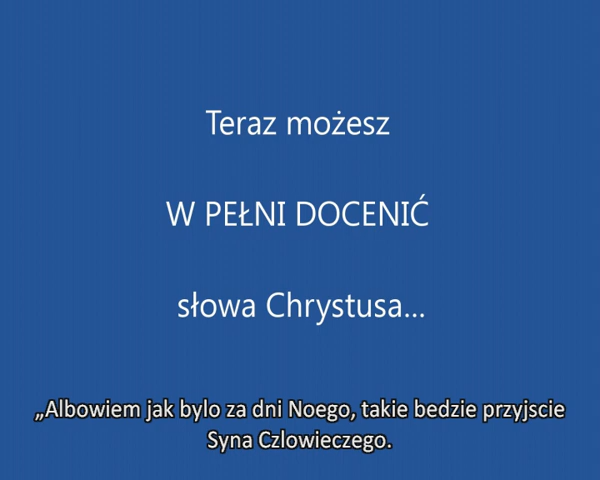 Teraz możesz
W PEŁNI DOCENIĆ
słowa Chrystusa...
„Albowiem jak bylo za dni Noego, takie bedzie przyjscie
Syna Czlowieczego.